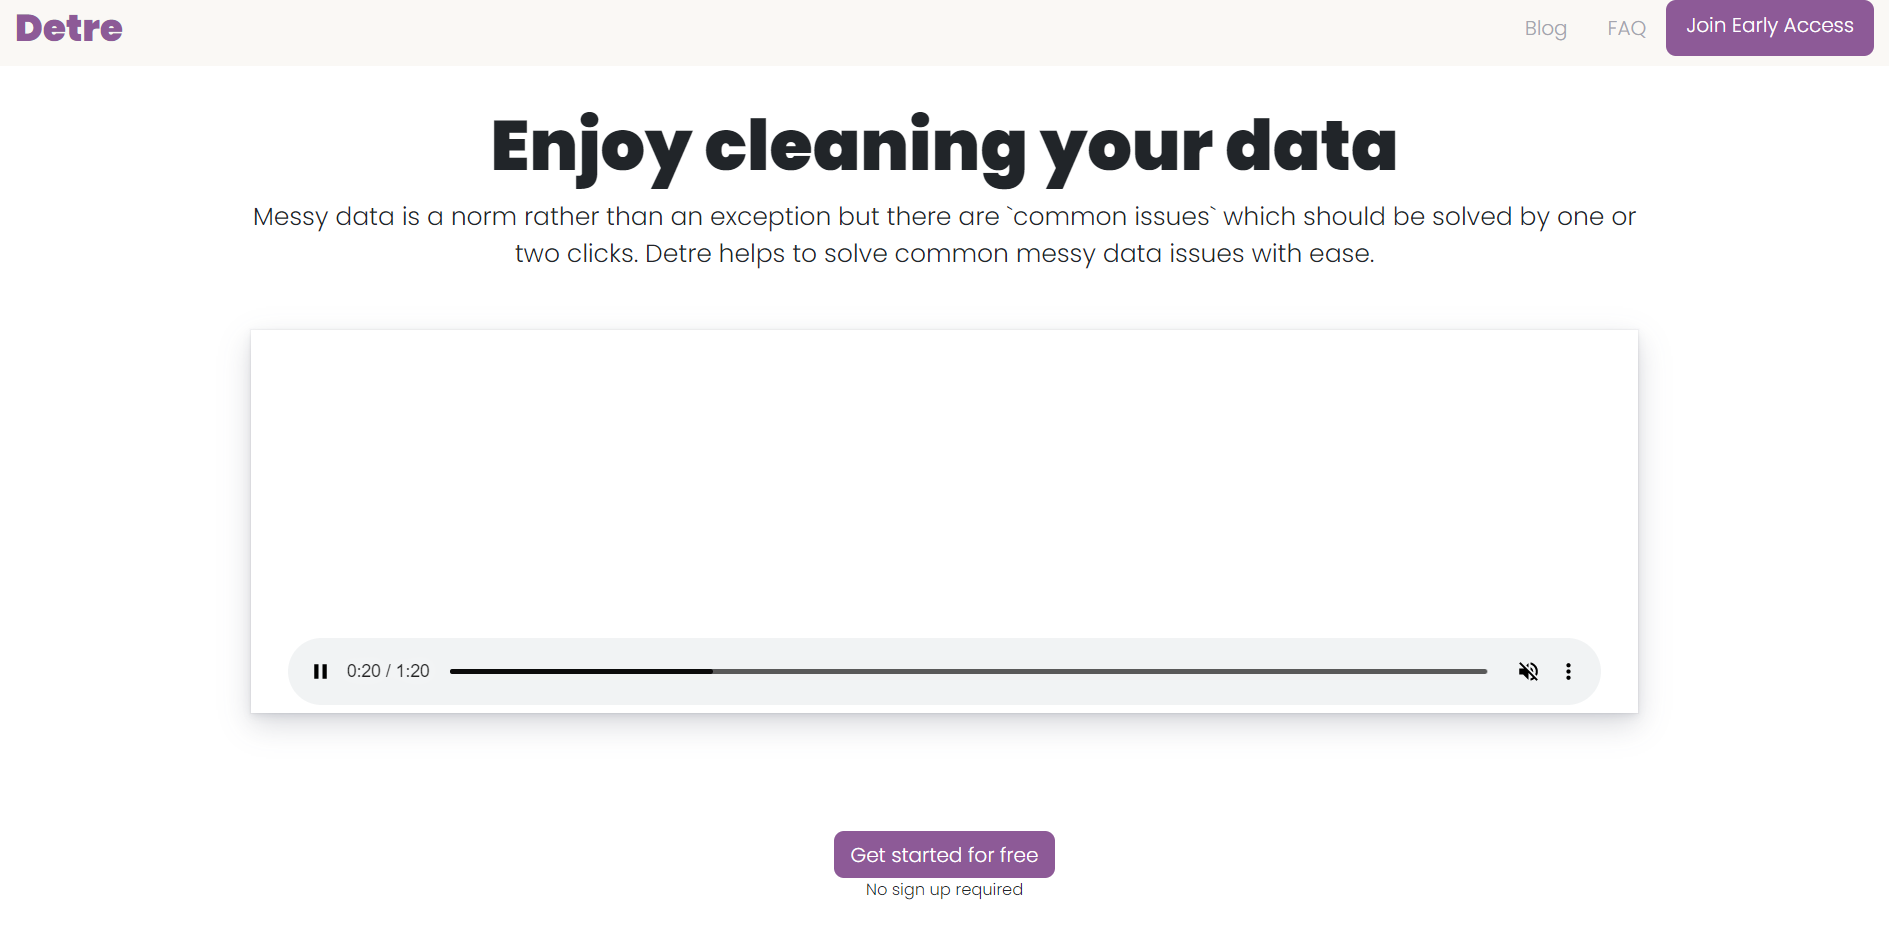 Detre
Blog
FAQ
Join Early Access
Enjoy cleaning your data
Messy data is a norm rather than an exception but there are `common issues` which should be solved by one or
two clicks. Detre helps to solve common messy data issues with ease.
0:20 / 1:20
Get started for free
No sign up required